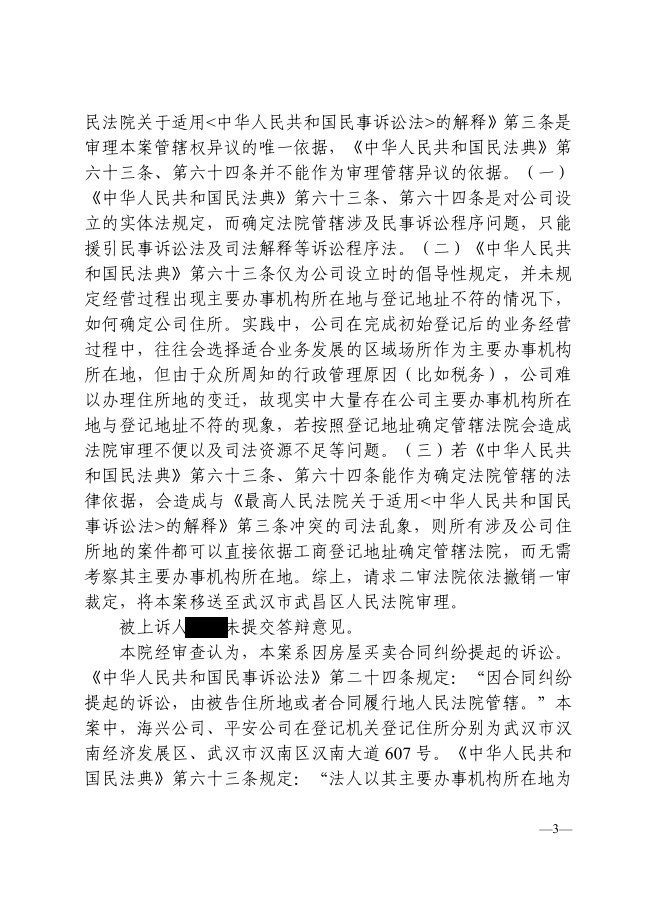 民法院关于适用<中华人民共和国民事诉讼法>的解释》第三条是
审理本案管辖权异议的唯一依据，《中华人民共和国民法典》第
六十三条、第六十四条并不能作为审理管辖异议的依据。（一）
《中华人民共和国民法典》第六十三条、第六十四条是对公司设
立的实体法规定，而确定法院管辖涉及民事诉讼程序问题，只能
援引民事诉讼法及司法解释等诉讼程序法。（二）《中华人民共
和国民法典》第六十三条仅为公司设立时的倡导性规定，并未规
定经营过程出现主要办事机构所在地与登记地址不符的情况下，
如何确定公司住所。实践中，公司在完成初始登记后的业务经营
过程中，往往会选择适合业务发展的区域场所作为主要办事机构
所在地，但由于众所周知的行政管理原因（比如税务），公司难
以办理住所地的变迁，故现实中大量存在公司主要办事机构所在
地与登记地址不符的现象，若按照登记地址确定管辖法院会造成
法院审理不便以及司法资源不足等问题。（三）若《中华人民共
和国民法典》第六十三条、第六十四条能作为确定法院管辖的法
律依据，会造成与《最高人民法院关于适用<中华人民共和国民
事诉讼法>的解释》第三条冲突的司法乱象，则所有涉及公司住
所地的案件都可以直接依据工商登记地址确定管辖法院，而无需
考察其主要办事机构所在地。综上，请求二审法院依法撤销一审
裁定，将本案移送至武汉市武昌区人民法院审理。
被上诉人 未提交答辩意见。
本院经审查认为，本案系因房屋买卖合同纠纷提起的诉讼。
《中华人民共和国民事诉讼法》第二十四条规定：“因合同纠纷
提起的诉讼，由被告住所地或者合同履行地人民法院管辖。”本
案中，海兴公司、平安公司在登记机关登记住所分别为武汉市汉
南经济发展区、武汉市汉南区汉南大道 607 号。《中华人民共和
国民法典》第六十三条规定：“法人以其主要办事机构所在地为
—3—